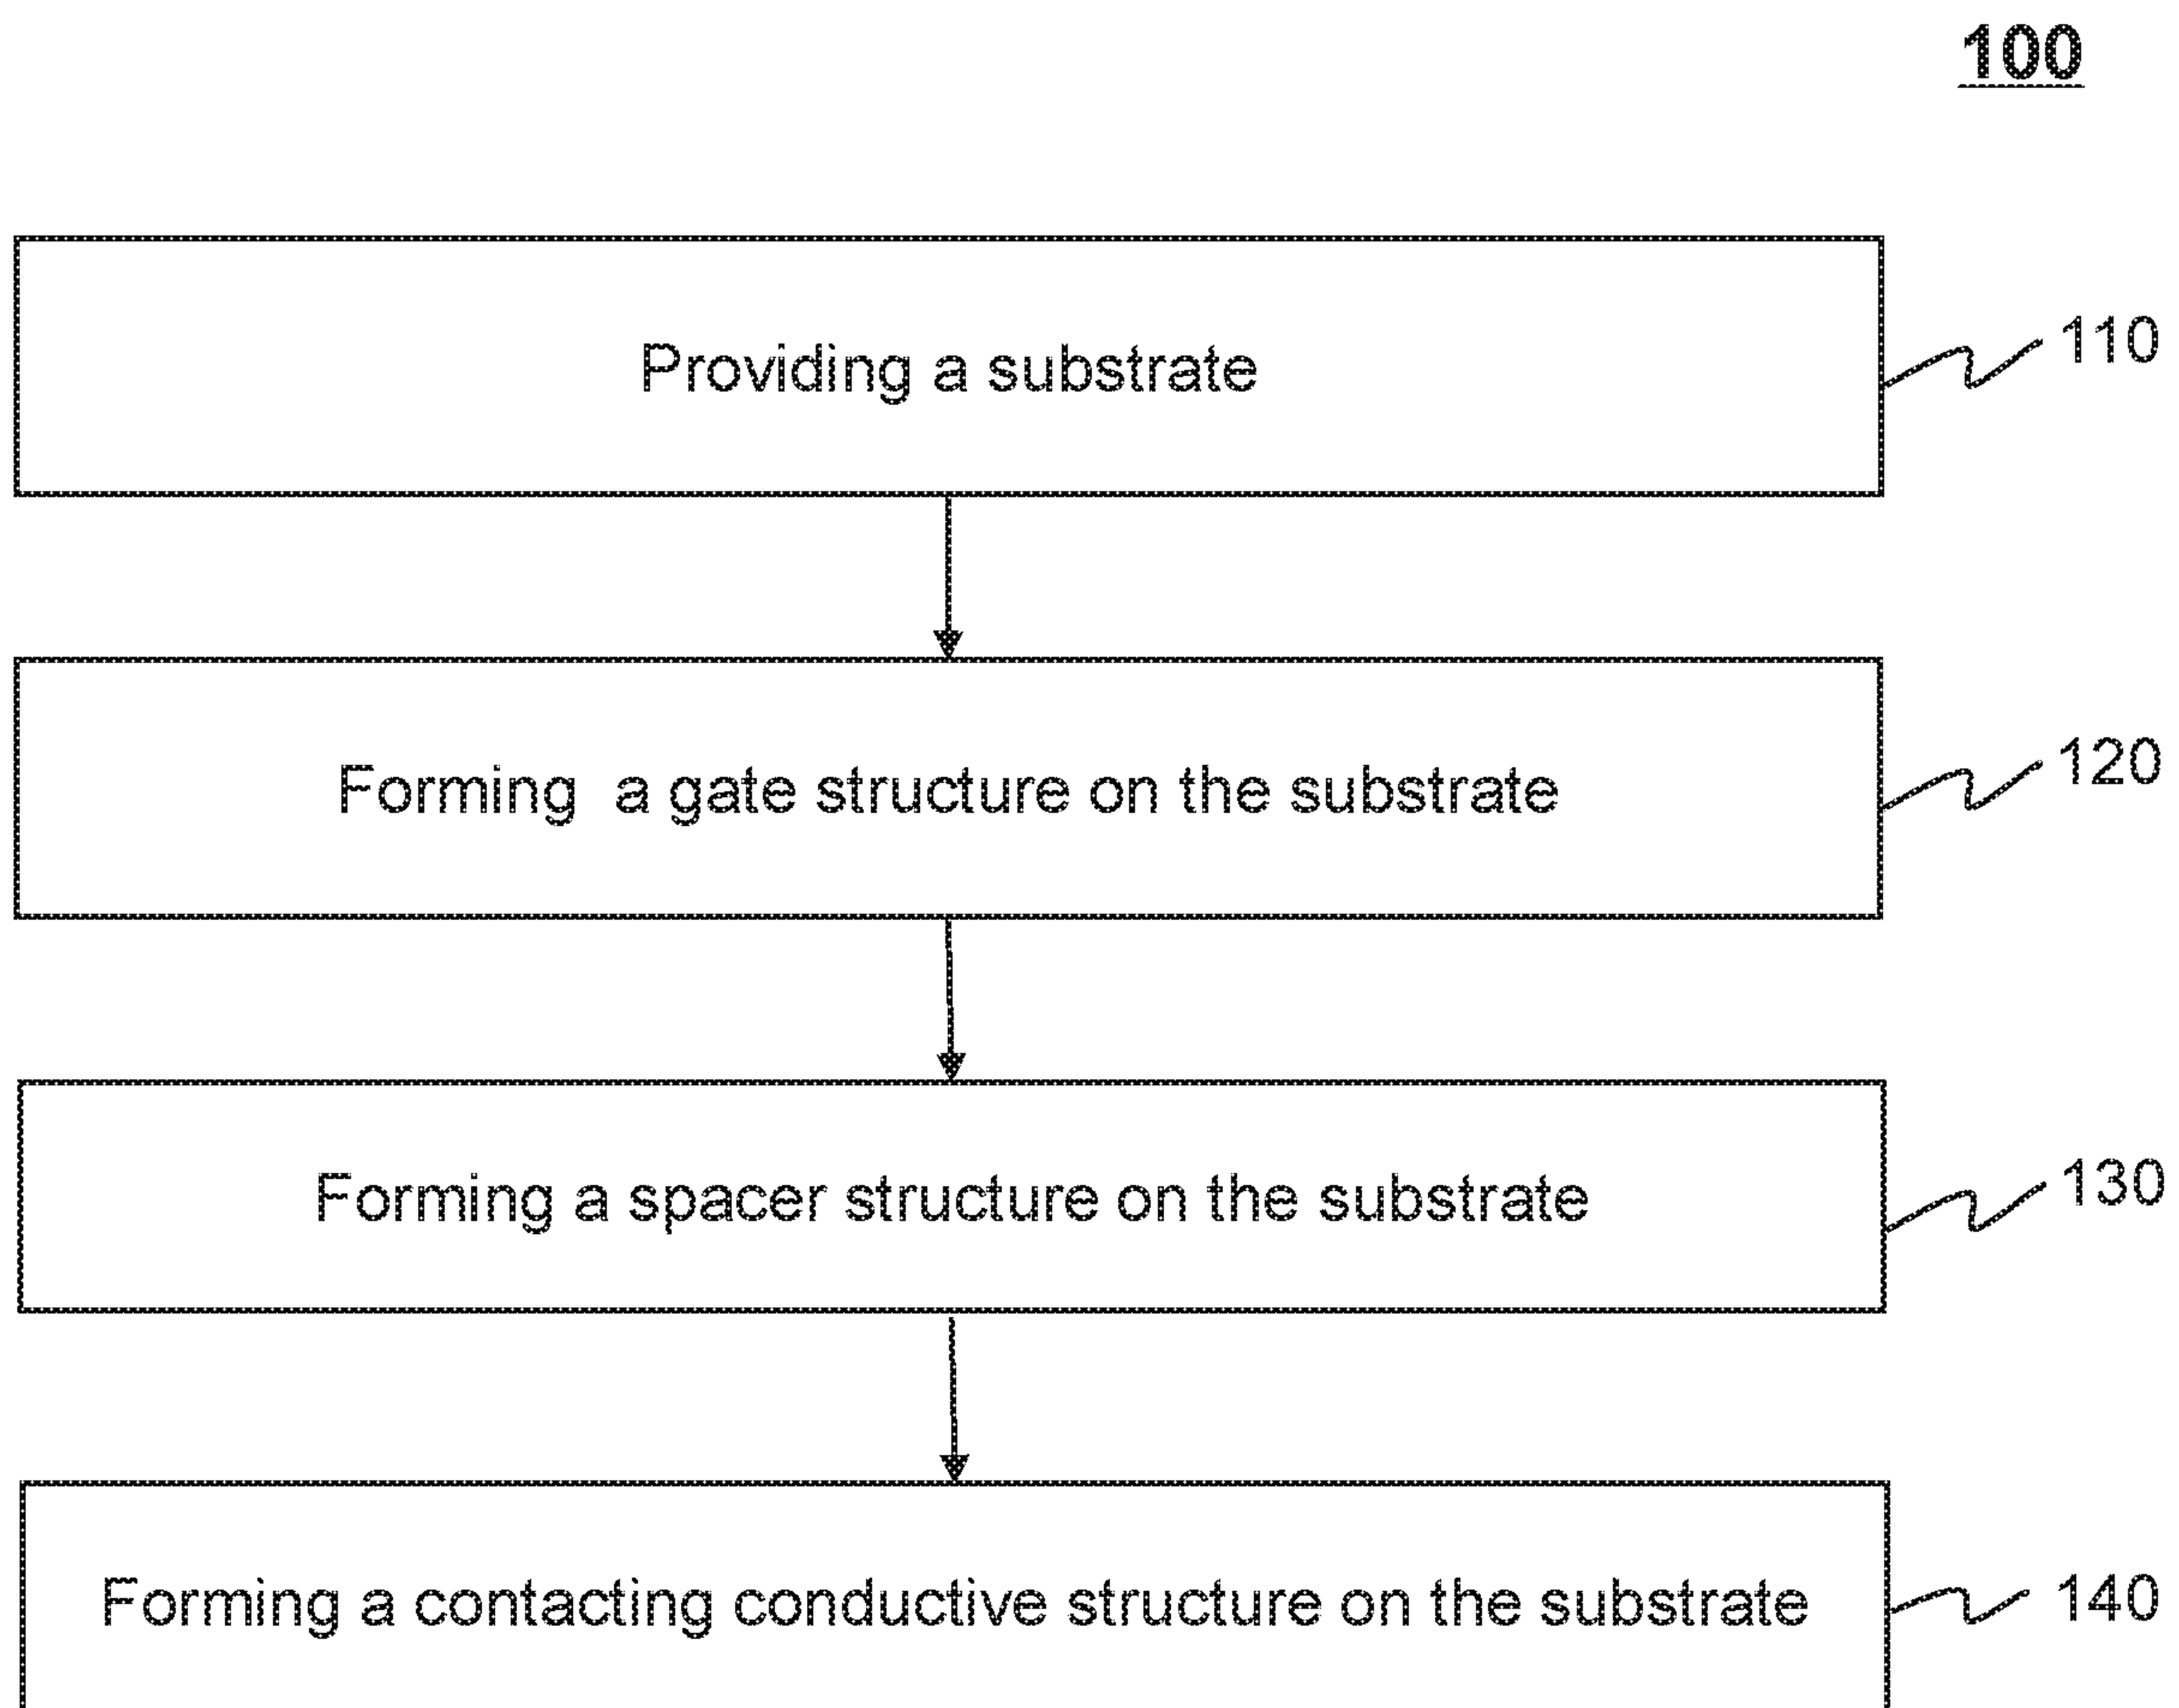 100
Providing a substrate
110
Forming a gate structure on the substrate
120
Forming a spacer structure on the substrate
130
Forming a contacting conductive structure on the substrate
140